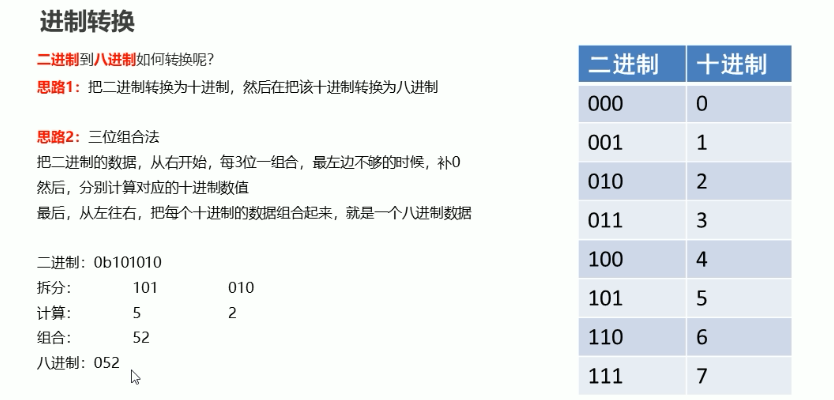 进制转换
二进制到八进制如何转换呢?
思路1：把二进制转换为十进制，然后在把该十进制转换为八进制
思路2：三位组合法
把二进制的数据，从右开始，每3位一组合，最左边不够的时候，补0
然后，分别计算对应的十进制数值
最后，从左往右，把每个十进制的数据组合起来，就是一个八进制数据
二进制：0b101010
拆分： 101 010
计算： 5 2
组合： 52
八进制：052
二进制 十进制
000 0
001 1
010 2
011 3
100 4
101 5
110 6
111 7